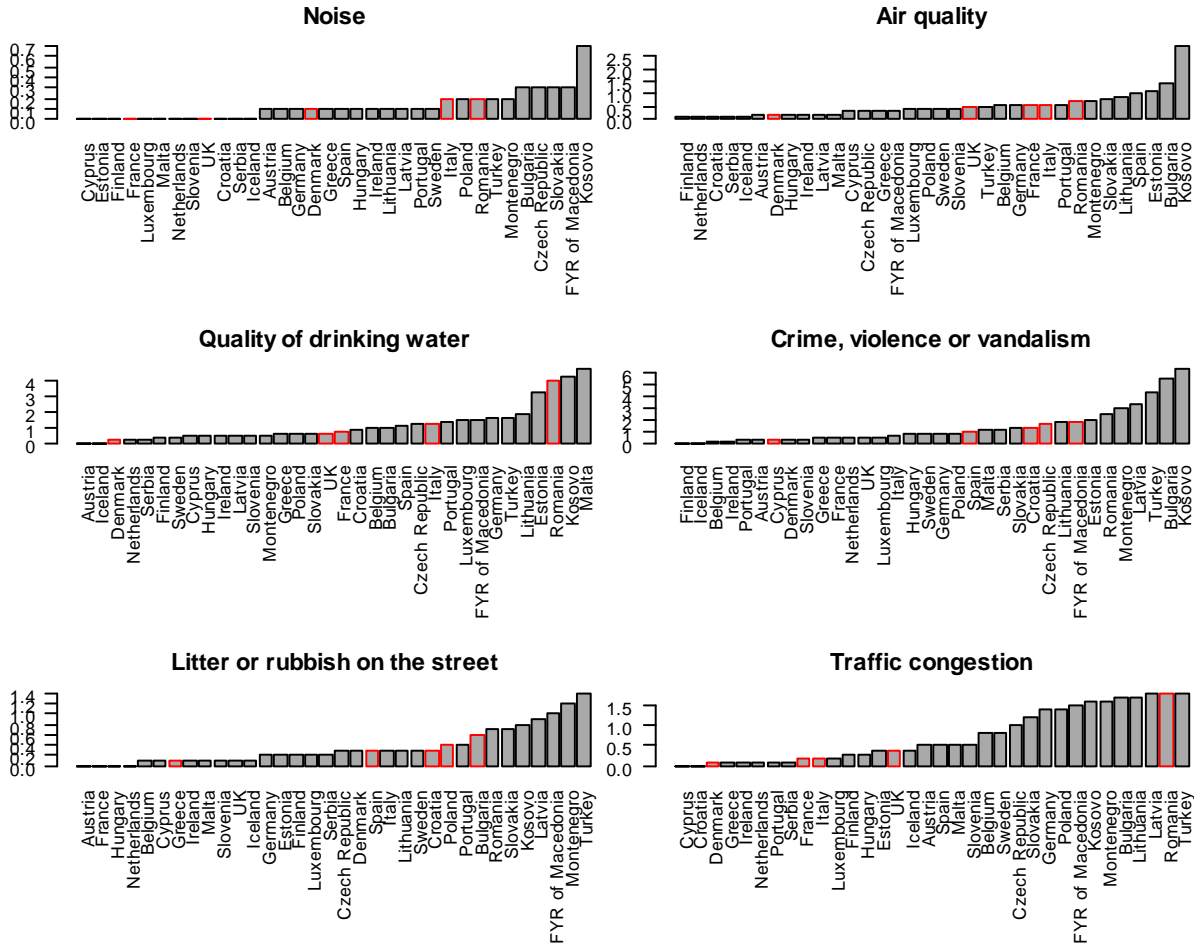 Noise
0.0 0.1 0.2 0.3 0.4 0.5 0.6 0.7
Cyprus
Estonia
Finland
France
Luxembourg
Malta
Netherlands
Slovenia
UK
Croatia
Serbia
Iceland
Austria
Belgium
Germany
Denmark
Greece
Spain
Hungary
Ireland
Lithuania
Latvia
Portugal
Sweden
Italy
Poland
Romania
Turkey
Montenegro
Bulgaria
Czech Republic
Slovakia
FYR of Macedonia
Kosovo
Air quality
0.0 0.5 1.0 1.5 2.0 2.5
Finland
Netherlands
Croatia
Serbia
Iceland
Austria
Denmark
Hungary
Ireland
Latvia
Malta
Cyprus
Czech Republic
Greece
FYR of Macedonia
Luxembourg
Poland
Sweden
Slovenia
UK
Turkey
Belgium
Germany
France
Italy
Portugal
Romania
Montenegro
Slovakia
Lithuania
Spain
Estonia
Bulgaria
Kosovo
Quality of drinking water
0 1 2 3 4
Austria
Iceland
Denmark
Netherlands
Serbia
Finland
Sweden
Cyprus
Hungary
Ireland
Latvia
Slovenia
Montenegro
Greece
Poland
Slovakia
UK
France
Croatia
Belgium
Bulgaria
Spain
Czech Republic
Italy
Portugal
Luxembourg
FYR of Macedonia
Germany
Turkey
Lithuania
Estonia
Romania
Kosovo
Malta
Crime, violence or vandalism
0 1 2 3 4 5 6
Finland
Iceland
Belgium
Ireland
Portugal
Austria
Cyprus
Denmark
Slovenia
Greece
France
Netherlands
UK
Luxembourg
Italy
Hungary
Sweden
Germany
Poland
Spain
Malta
Serbia
Slovakia
Croatia
Czech Republic
Lithuania
FYR of Macedonia
Estonia
Romania
Montenegro
Latvia
Turkey
Bulgaria
Kosovo
Litter or rubbish on the street
0.0 0.2 0.4 0.6 0.8 1.0 1.2 1.4
Austria
France
Hungary
Netherlands
Belgium
Cyprus
Greece
Ireland
Malta
Slovenia
UK
Iceland
Germany
Estonia
Finland
Luxembourg
Serbia
Czech Republic
Denmark
Spain
Italy
Lithuania
Sweden
Croatia
Poland
Portugal
Bulgaria
Romania
Slovakia
Kosovo
Latvia
FYR of Macedonia
Montenegro
Turkey
Traffic congestion
0.0 0.5 1.0 1.5
Cyprus
Croatia
Denmark
Greece
Ireland
Netherlands
Portugal
Serbia
France
Italy
Luxembourg
Finland
Hungary
Estonia
UK
Iceland
Austria
Spain
Malta
Slovenia
Belgium
Sweden
Czech Republic
Slovakia
Germany
Poland
FYR of Macedonia
Kosovo
Montenegro
Bulgaria
Lithuania
Latvia
Romania
Turkey